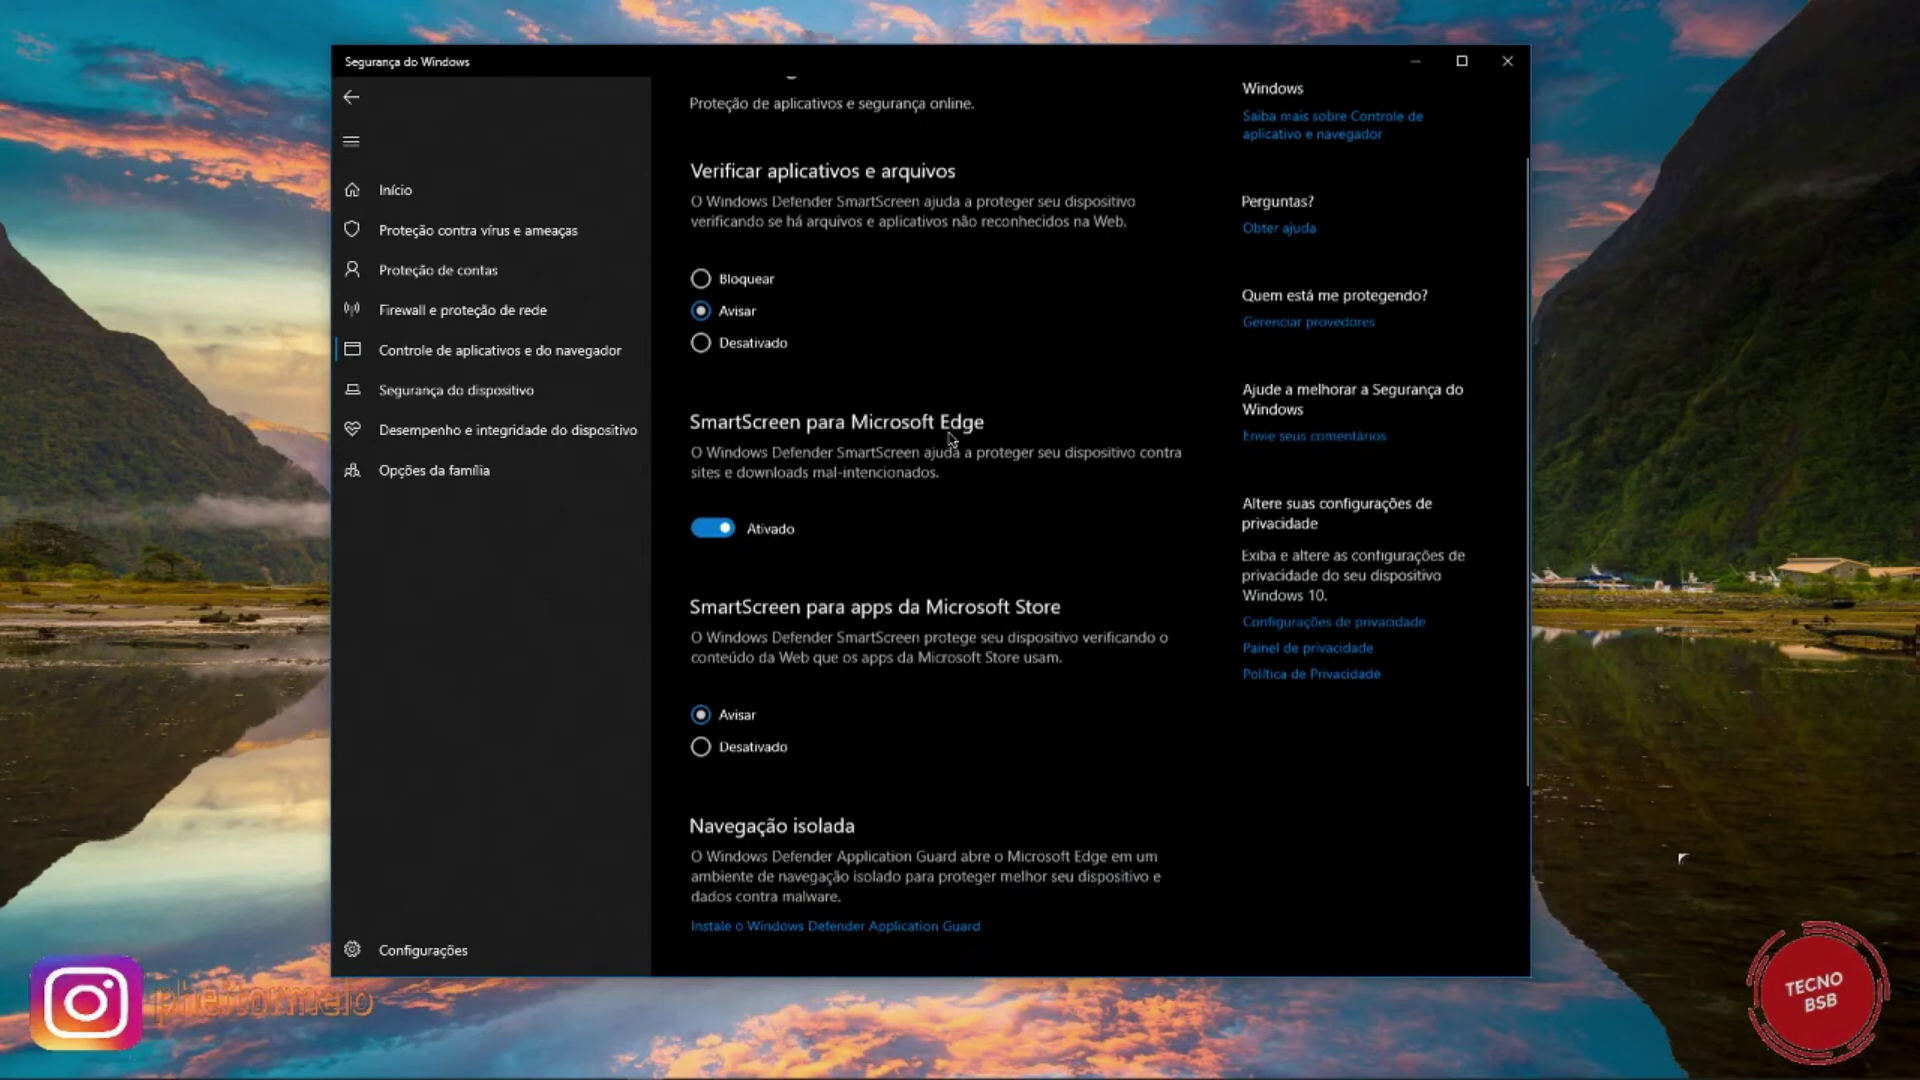 Segurança do Windows
Início
Proteção contra vírus e ameaças
Proteção de contas
Firewall e proteção de rede
Controle de aplicativos e do navegador
Segurança do dispositivo
Desempenho e integridade do dispositivo
Opções da família
Configurações
Proteção de aplicativos e segurança online.
Verificar aplicativos e arquivos
O Windows Defender SmartScreen ajuda a proteger seu dispositivo
verificando se há arquivos e aplicativos não reconhecidos na Web.
Bloquear
Avisar
Desativado
SmartScreen para Microsoft Edge
O Windows Defender SmartScreen ajuda a proteger seu dispositivo contra
sites e downloads mal-intencionados.
Ativado
SmartScreen para apps da Microsoft Store
O Windows Defender SmartScreen protege seu dispositivo verificando o
conteúdo da Web que os apps da Microsoft Store usam.
Avisar
Desativado
Navegação isolada
O Windows Defender Application Guard abre o Microsoft Edge em um
ambiente de navegação isolado para proteger melhor seu dispositivo e
dados contra malware.
Instale o Windows Defender Application Guard
Windows
Saiba mais sobre Controle de
aplicativo e navegador
Perguntas?
Obter ajuda
Quem está me protegendo?
Gerenciar provedores
Ajude a melhorar a Segurança do
Windows
Envie seus comentários
Altere suas configurações de
privacidade
Exiba e altere as configurações de
privacidade do seu dispositivo
Windows 10.
Configurações de privacidade
Painel de privacidade
Política de Privacidade
pheitormelo
TECNO
BSB